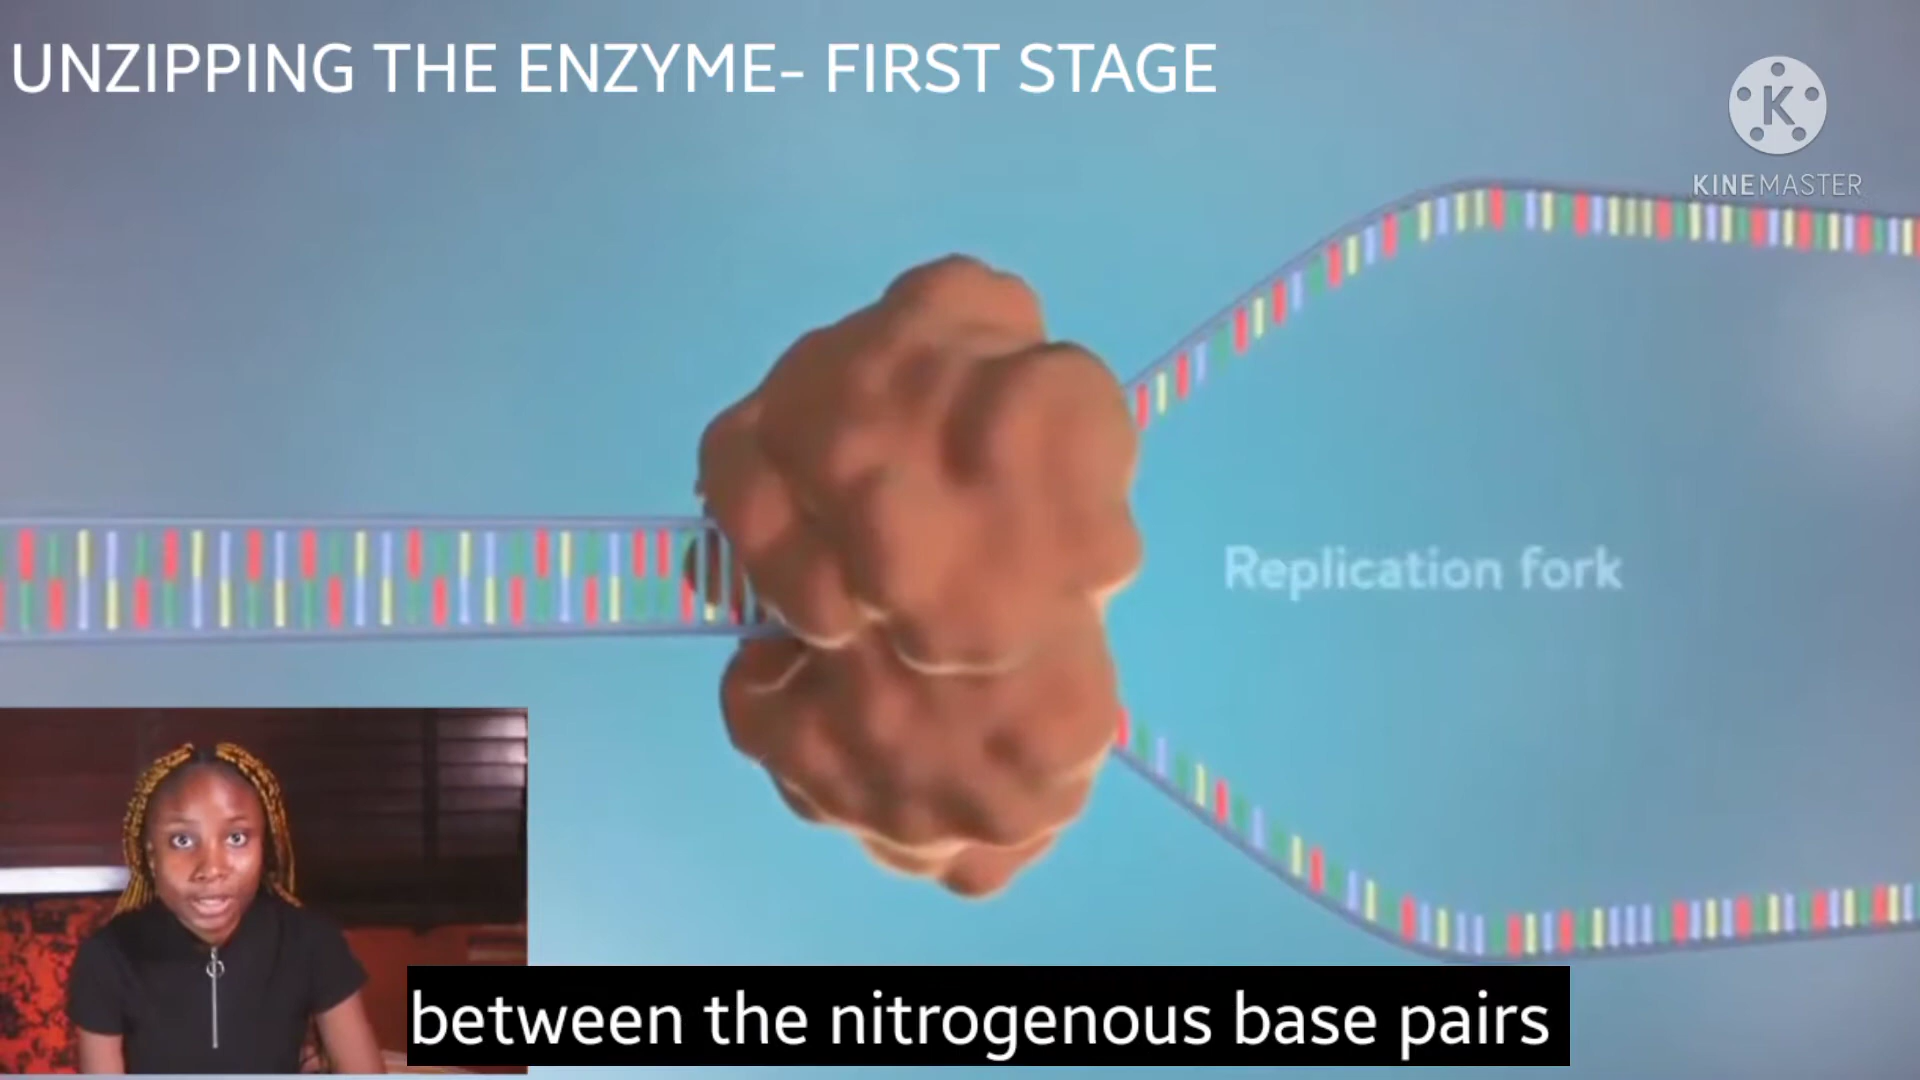 UNZIPPING THE ENZYME- FIRST STAGE
K
KINEMASTER
Replication fork
between the nitrogenous base pairs